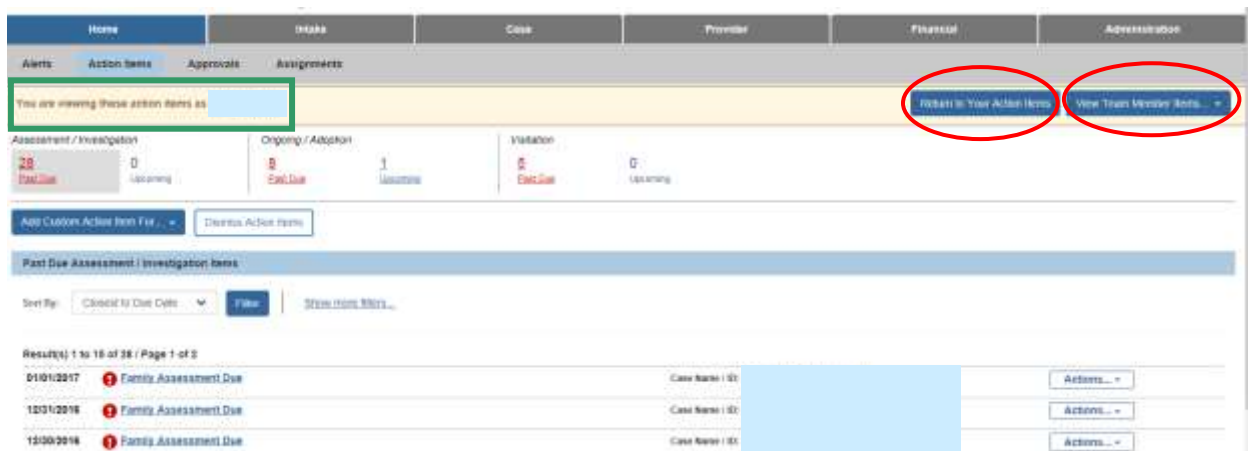 Home Intake Case Provider Financial Administration
Alerts Action Items Approvals Assignments
You are viewing these action items as
Return to Your Action Items View Team Member Items...
Assessment / Investigation Ongoing / Adoption Visitation
28 0 8 1 6 0
Past Due Upcoming Past Due Upcoming Past Due Upcoming
Add Custom Action Item For... Dismiss Action Items
Past Due Assessment / Investigation Items
Sort By: Closest to Due Date Filter Show more filters...
Result(s) 1 to 15 of 28 / Page 1 of 2
01/01/2017 Family Assessment Due Case Name / ID: Actions...
12/31/2016 Family Assessment Due Case Name / ID: Actions...
12/30/2016 Family Assessment Due Case Name / ID: Actions...